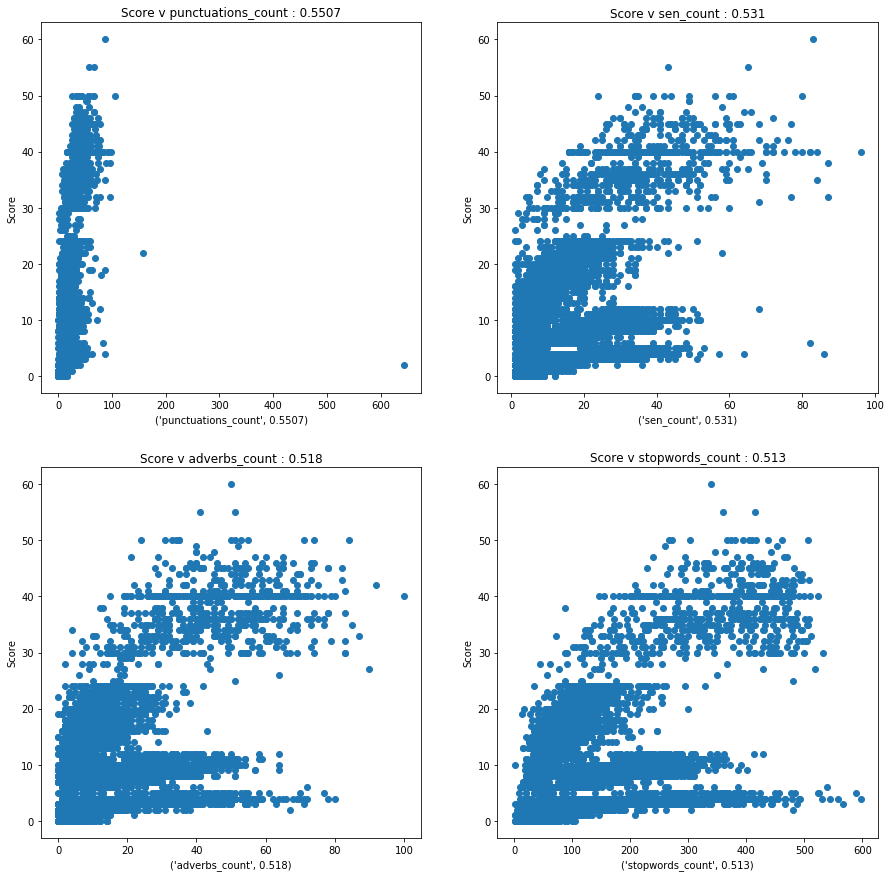 Score v punctuations_count : 0.5507
60
50
40
30
20
10
0
Score
0 100 200 300 400 500 600
('punctuations_count', 0.5507)
Score v sen_count : 0.531
60
50
40
30
20
10
0
Score
0 20 40 60 80 100
('sen_count', 0.531)
Score v adverbs_count : 0.518
60
50
40
30
20
10
0
Score
0 20 40 60 80 100
('adverbs_count', 0.518)
Score v stopwords_count : 0.513
60
50
40
30
20
10
0
Score
0 100 200 300 400 500 600
('stopwords_count', 0.513)